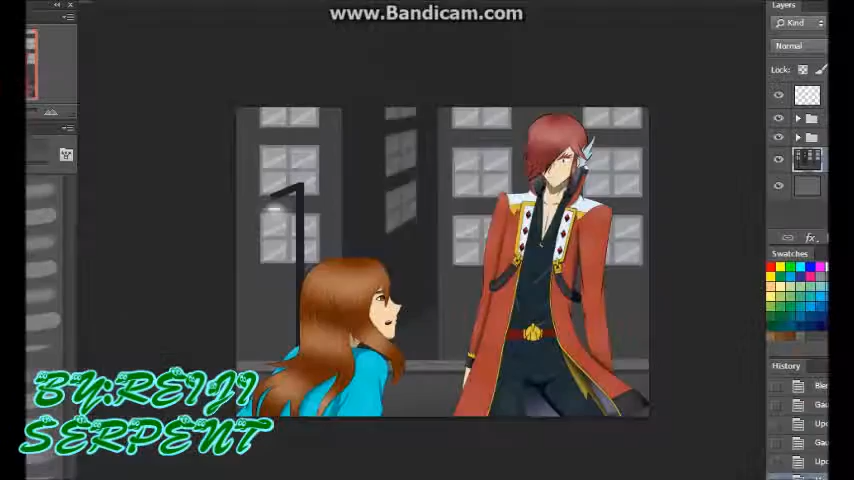 www.Bandicam.com
Layers
Kind
Normal
Lock:
fx
Swatches
History
BY:REIJI
SERPENT